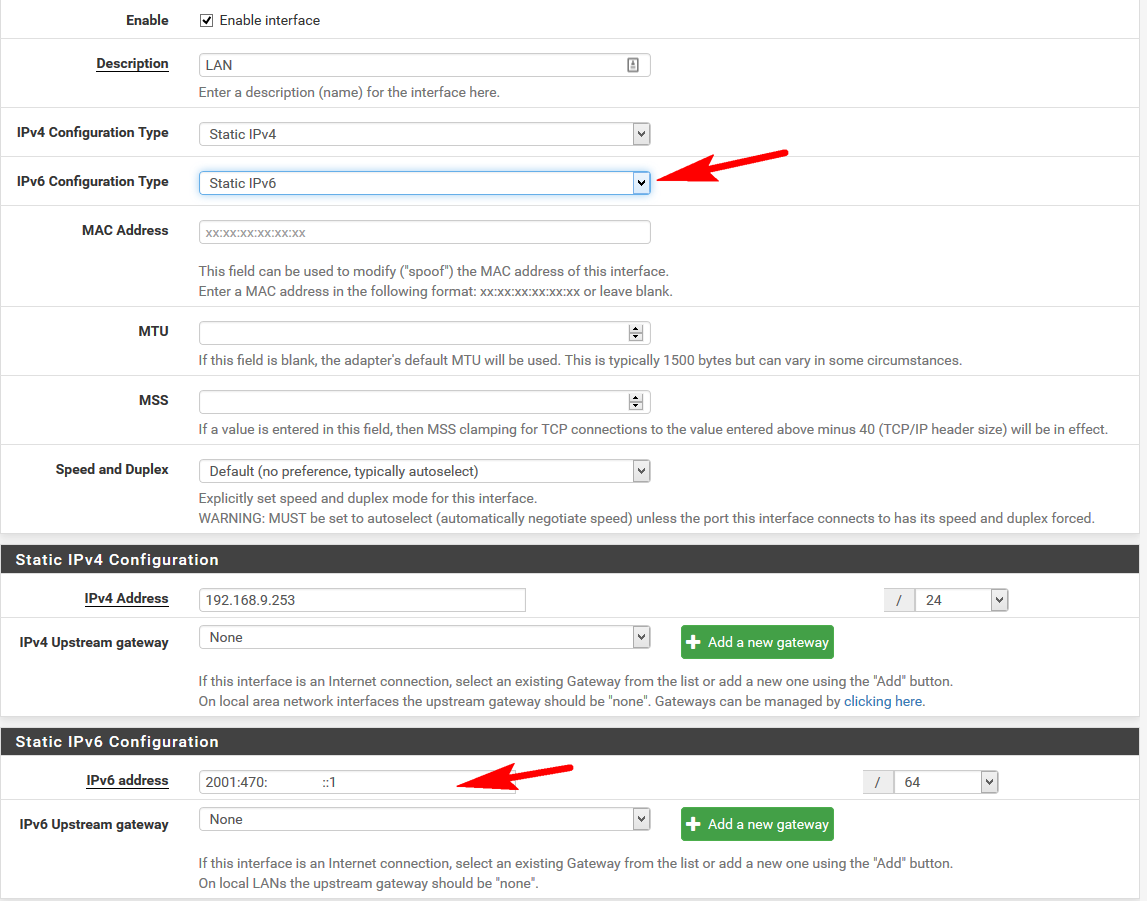 Enable Enable interface
Description LAN
Enter a description (name) for the interface here.
IPv4 Configuration Type Static IPv4
IPv6 Configuration Type Static IPv6
MAC Address xx:xx:xx:xx:xx:xx
This field can be used to modify ("spoof") the MAC address of this interface.
Enter a MAC address in the following format: xx:xx:xx:xx:xx:xx or leave blank.
MTU
If this field is blank, the adapter's default MTU will be used. This is typically 1500 bytes but can vary in some circumstances.
MSS
If a value is entered in this field, then MSS clamping for TCP connections to the value entered above minus 40 (TCP/IP header size) will be in effect.
Speed and Duplex Default (no preference, typically autoselect)
Explicitly set speed and duplex mode for this interface.
WARNING: MUST be set to autoselect (automatically negotiate speed) unless the port this interface connects to has its speed and duplex forced.
Static IPv4 Configuration
IPv4 Address 192.168.9.253 / 24
IPv4 Upstream gateway None Add a new gateway
If this interface is an Internet connection, select an existing Gateway from the list or add a new one using the "Add" button.
On local area network interfaces the upstream gateway should be "none". Gateways can be managed by clicking here.
Static IPv6 Configuration
IPv6 address 2001:470: ::1 / 64
IPv6 Upstream gateway None Add a new gateway
If this interface is an Internet connection, select an existing Gateway from the list or add a new one using the "Add" button.
On local LANs the upstream gateway should be "none".